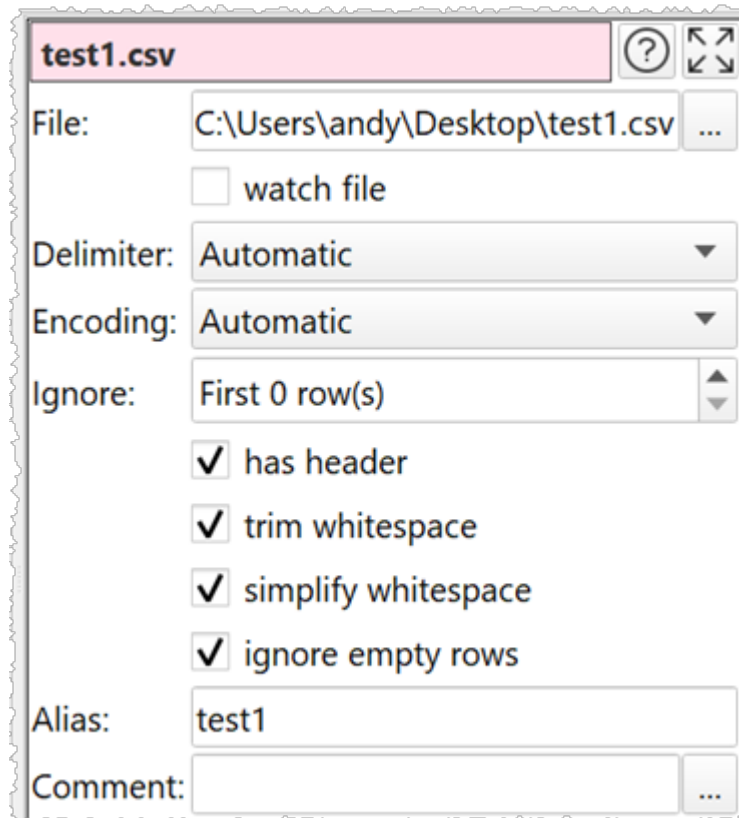 test1.csv
File: C:\Users\andy\Desktop\test1.csv ...
watch file
Delimiter: Automatic
Encoding: Automatic
Ignore: First 0 row(s)
has header
trim whitespace
simplify whitespace
ignore empty rows
Alias: test1
Comment: ...